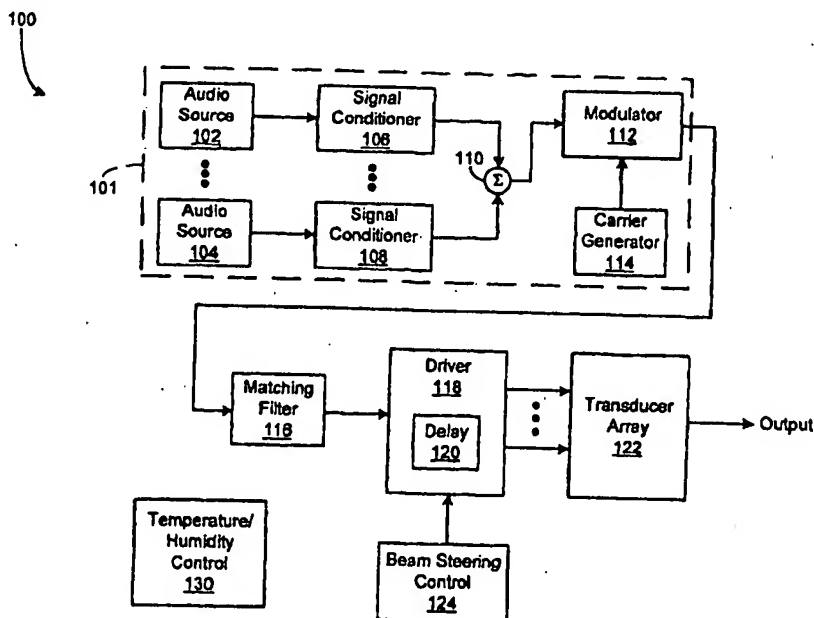 100
Audio
Source
102
Signal
Conditioner
106
Modulator
112
110
Σ
101
Audio
Source
104
Signal
Conditioner
108
Carrier
Generator
114
Matching
Filter
116
Driver
118
Delay
120
Transducer
Array
122
Output
Temperature/
Humidity
Control
130
Beam Steering
Control
124